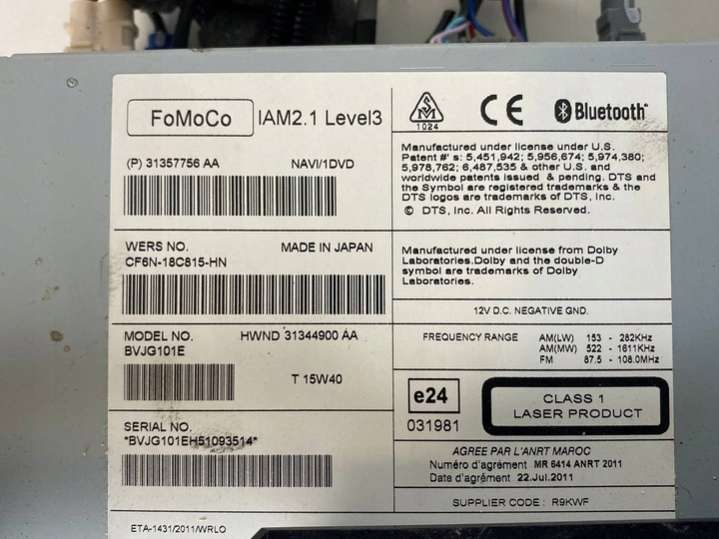 FoMoCo IAM2.1 Level3
(P) 31357756 AA NAVI/1DVD
WERS NO. MADE IN JAPAN
CF6N-18C815-HN
MODEL NO. HWND 31344900 AA
BVJG101E
T 15W40
SERIAL NO.
*BVJG101EH51093514*
ETA-1431/2011/WRLO
1024
CE
Bluetooth
Manufactured under license under U.S.
Patent #' s: 5,451,942; 5,956,674; 5,974,380;
5,978,762; 6,487,535 & other U.S. and
worldwide patents issued & pending. DTS and
the Symbol are registered trademarks & the
DTS logos are trademarks of DTS, Inc.
© DTS, Inc. All Rights Reserved.
Manufactured under license from Dolby
Laboratories.Dolby and the double-D
symbol are trademarks of Dolby
Laboratories.
12V D.C. NEGATIVE GND.
FREQUENCY RANGE AM(LW) 153 - 282KHz
AM(MW) 522 - 1611KHz
FM 87.5 - 108.0MHz
e24
031981
CLASS 1
LASER PRODUCT
AGREE PAR L'ANRT MAROC
Numéro d'agrément MR 6414 ANRT 2011
Date d'agrément 22.Jul.2011
SUPPLIER CODE : R9KWF